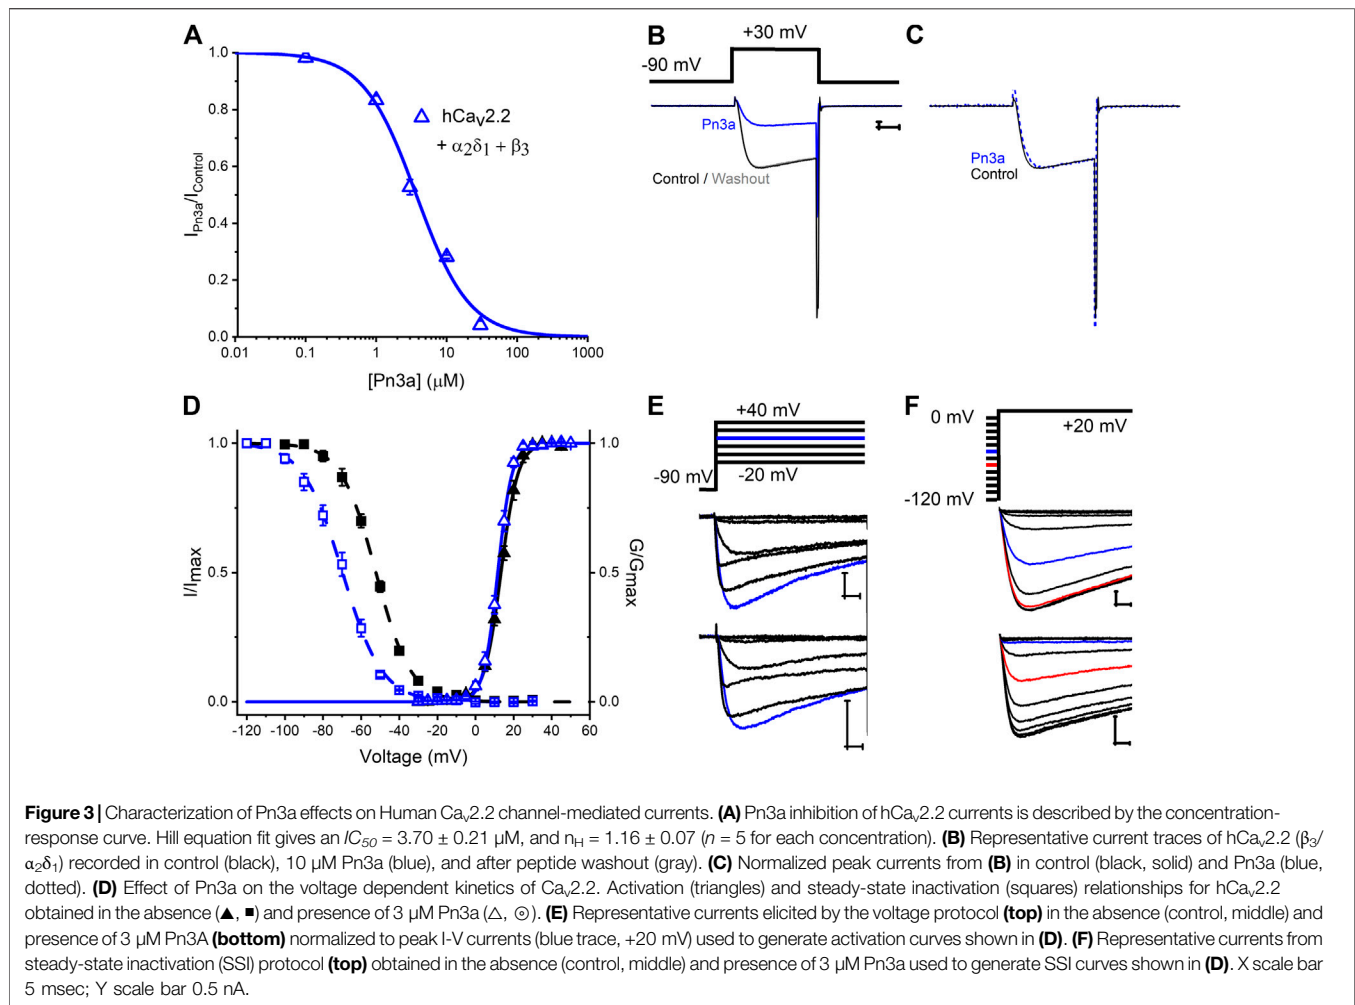 A
1.0
0.8
0.6
0.4
0.2
0.0
I_Pn3a/I_Control
hCa_v2.2
+ α2δ1 + β3
0.01 0.1 1 10 100 1000
[Pn3a] (μM)
B
+30 mV
-90 mV
Pn3a
Control / Washout
C
Pn3a
Control
D
1.0
0.5
0.0
I/I_max
1.0
0.5
0.0
G/G_max
-120 -100 -80 -60 -40 -20 0 20 40 60
Voltage (mV)
E
+40 mV
-20 mV
-90 mV
F
0 mV
+20 mV
-120 mV
Figure 3 | Characterization of Pn3a effects on Human Cav2.2 channel-mediated currents. (A) Pn3a inhibition of hCav2.2 currents is described by the concentration-
response curve. Hill equation fit gives an IC50 = 3.70 ± 0.21 μM, and nH = 1.16 ± 0.07 (n = 5 for each concentration). (B) Representative current traces of hCav2.2 (β3/
α2δ1) recorded in control (black), 10 μM Pn3a (blue), and after peptide washout (gray). (C) Normalized peak currents from (B) in control (black, solid) and Pn3a (blue,
dotted). (D) Effect of Pn3a on the voltage dependent kinetics of Cav2.2. Activation (triangles) and steady-state inactivation (squares) relationships for hCav2.2
obtained in the absence (▲, ■) and presence of 3 μM Pn3a (△, ⊙). (E) Representative currents elicited by the voltage protocol (top) in the absence (control, middle) and
presence of 3 μM Pn3A (bottom) normalized to peak I-V currents (blue trace, +20 mV) used to generate activation curves shown in (D). (F) Representative currents from
steady-state inactivation (SSI) protocol (top) obtained in the absence (control, middle) and presence of 3 μM Pn3a used to generate SSI curves shown in (D). X scale bar
5 msec; Y scale bar 0.5 nA.